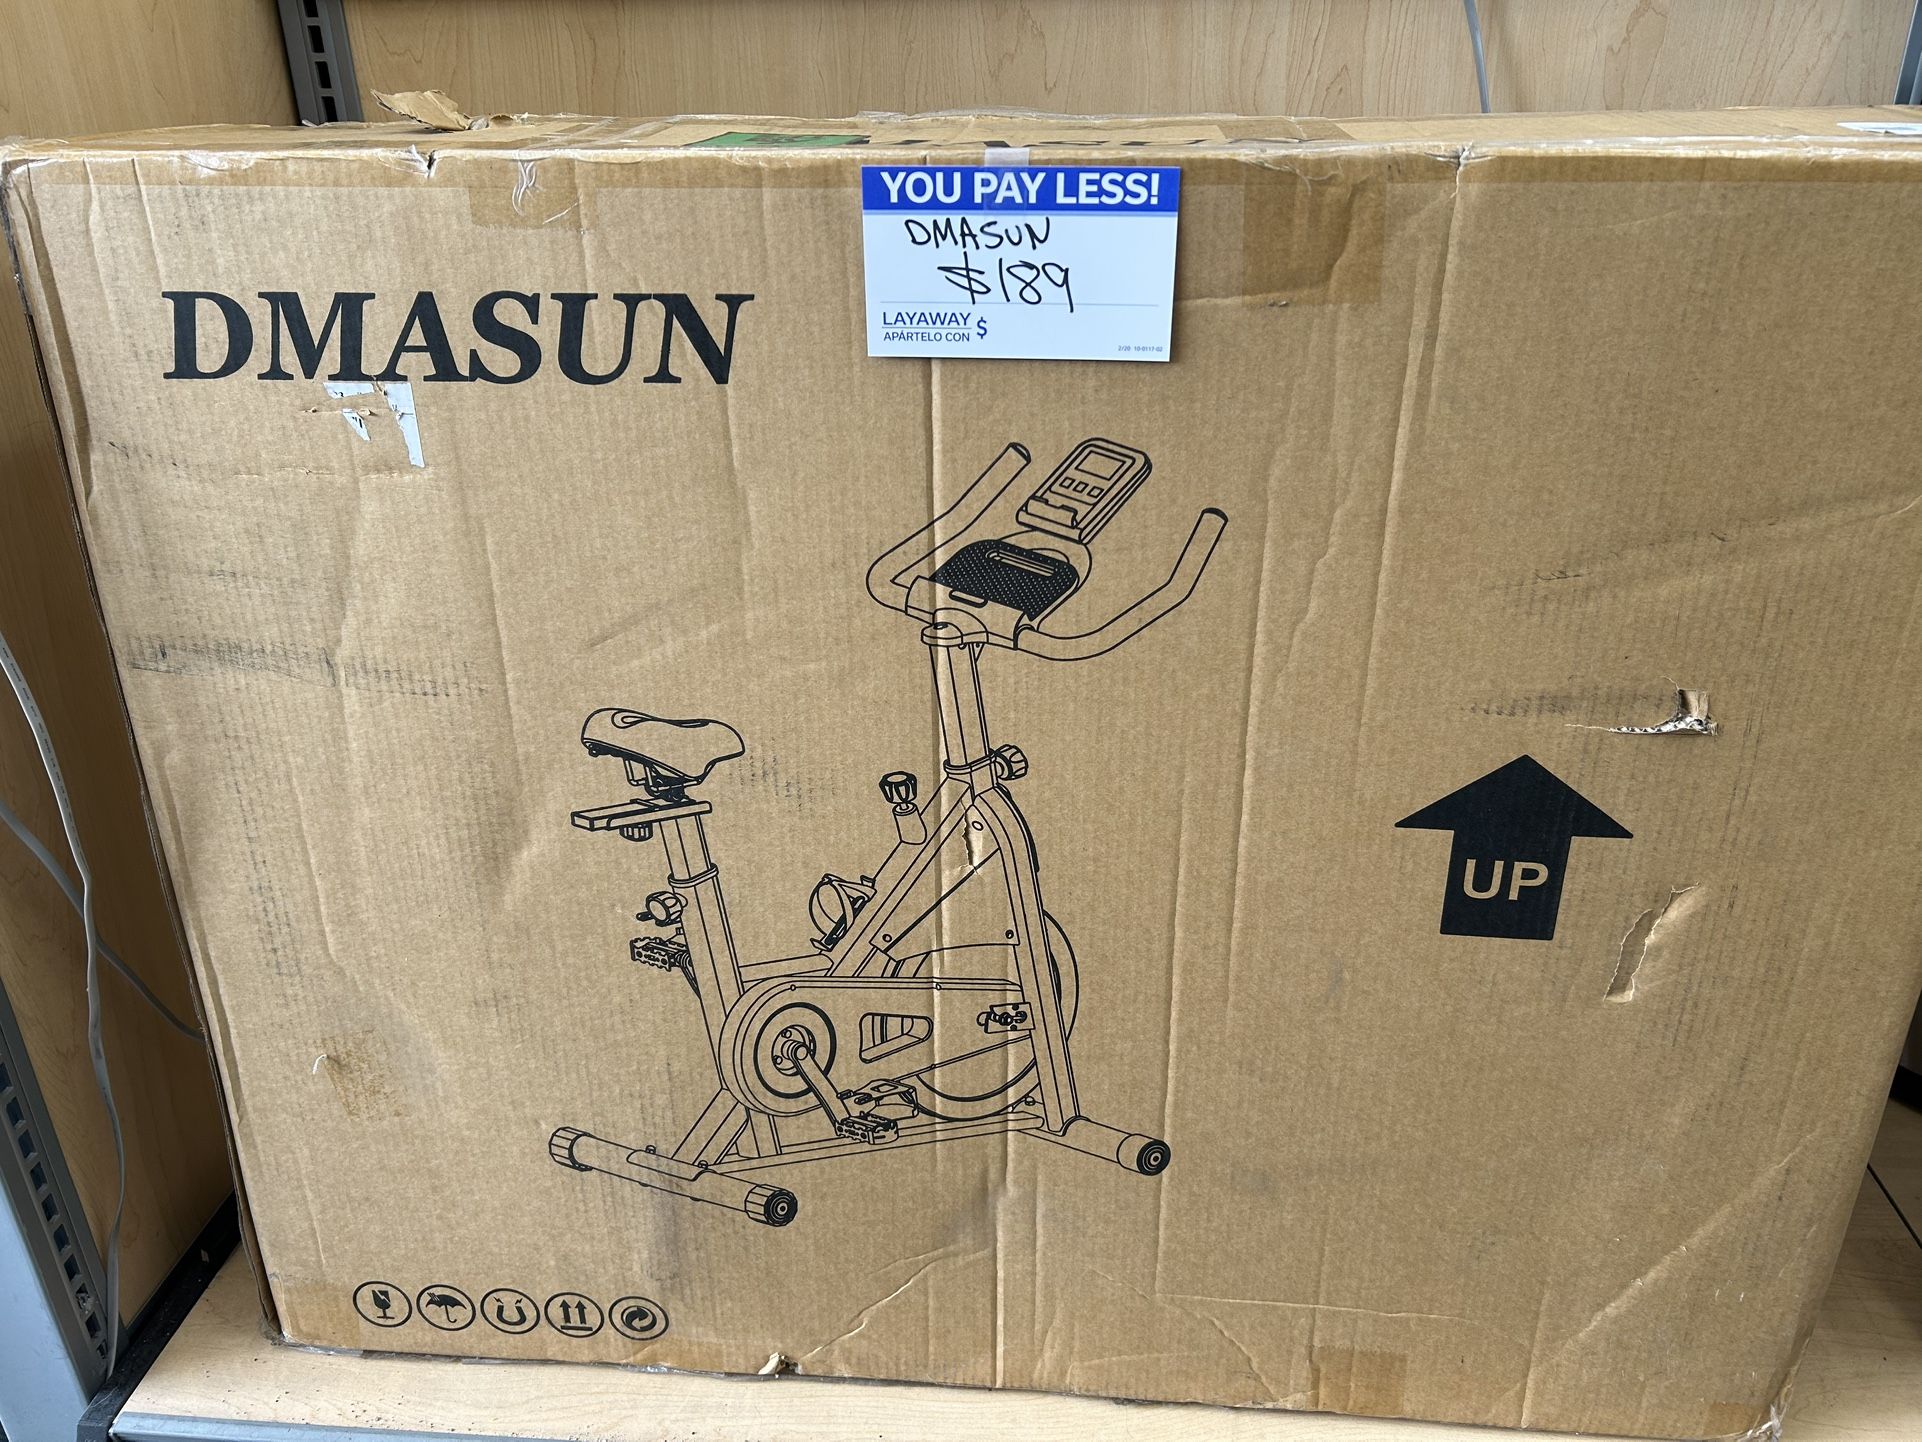 YOU PAY LESS!
DMASUN
$189
LAYAWAY $
APÁRTELO CON
2/20 10-0117-02
DMASUN
UP